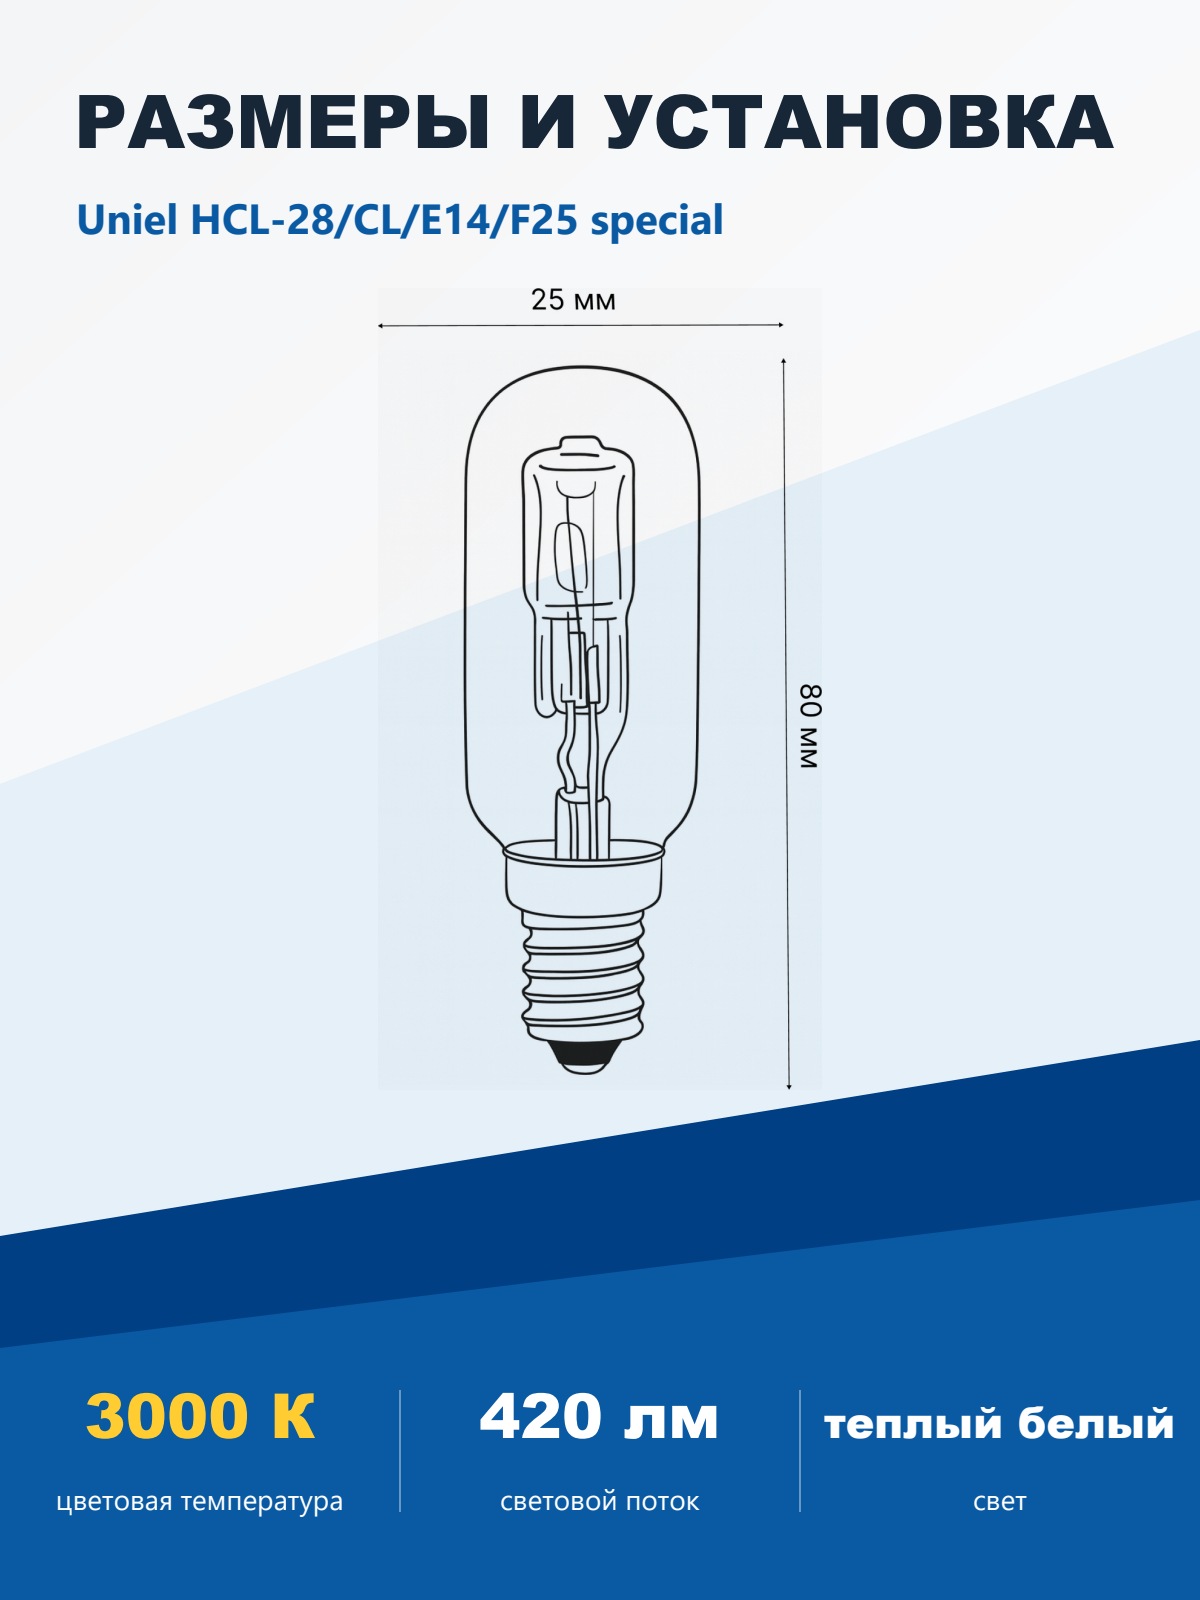 РАЗМЕРЫ И УСТАНОВКА
Uniel HCL-28/CL/E14/F25 special
25 мм
80 мм
3000 К
420 лм
теплый белый
цветовая температура
световой поток
свет